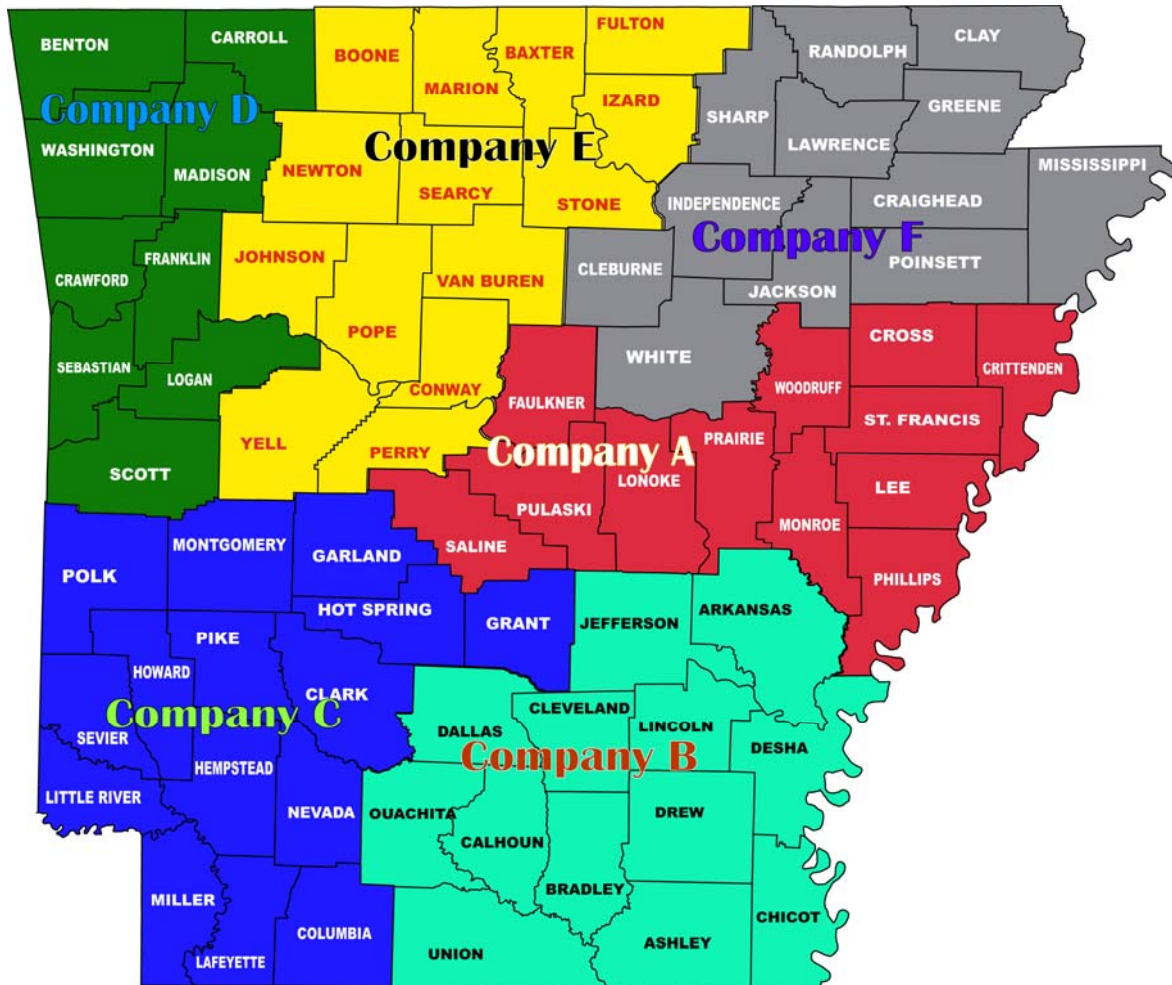 BENTON
CARROLL
BOONE
MARION
BAXTER
FULTON
IZARD
RANDOLPH
CLAY
SHARP
LAWRENCE
GREENE
Company D
WASHINGTON
MADISON
NEWTON
Company E
SEARCY
STONE
INDEPENDENCE
CRAIGHEAD
MISSISSIPPI
Company F
CRAWFORD
FRANKLIN
JOHNSON
VAN BUREN
CLEBURNE
JACKSON
POINSETT
SEBASTIAN
LOGAN
POPE
CONWAY
FAULKNER
WHITE
WOODRUFF
CROSS
CRITTENDEN
SCOTT
YELL
PERRY
Company A
PULASKI
LONOKE
PRAIRIE
ST. FRANCIS
LEE
SALINE
MONROE
PHILLIPS
POLK
MONTGOMERY
GARLAND
HOT SPRING
GRANT
JEFFERSON
ARKANSAS
HOWARD
PIKE
CLARK
Company C
SEVIER
HEMPSTEAD
LITTLE RIVER
NEVADA
DALLAS
CLEVELAND
LINCOLN
DESHA
Company B
OUACHITA
CALHOUN
BRADLEY
DREW
MILLER
LAFEYETTE
COLUMBIA
UNION
ASHLEY
CHICOT